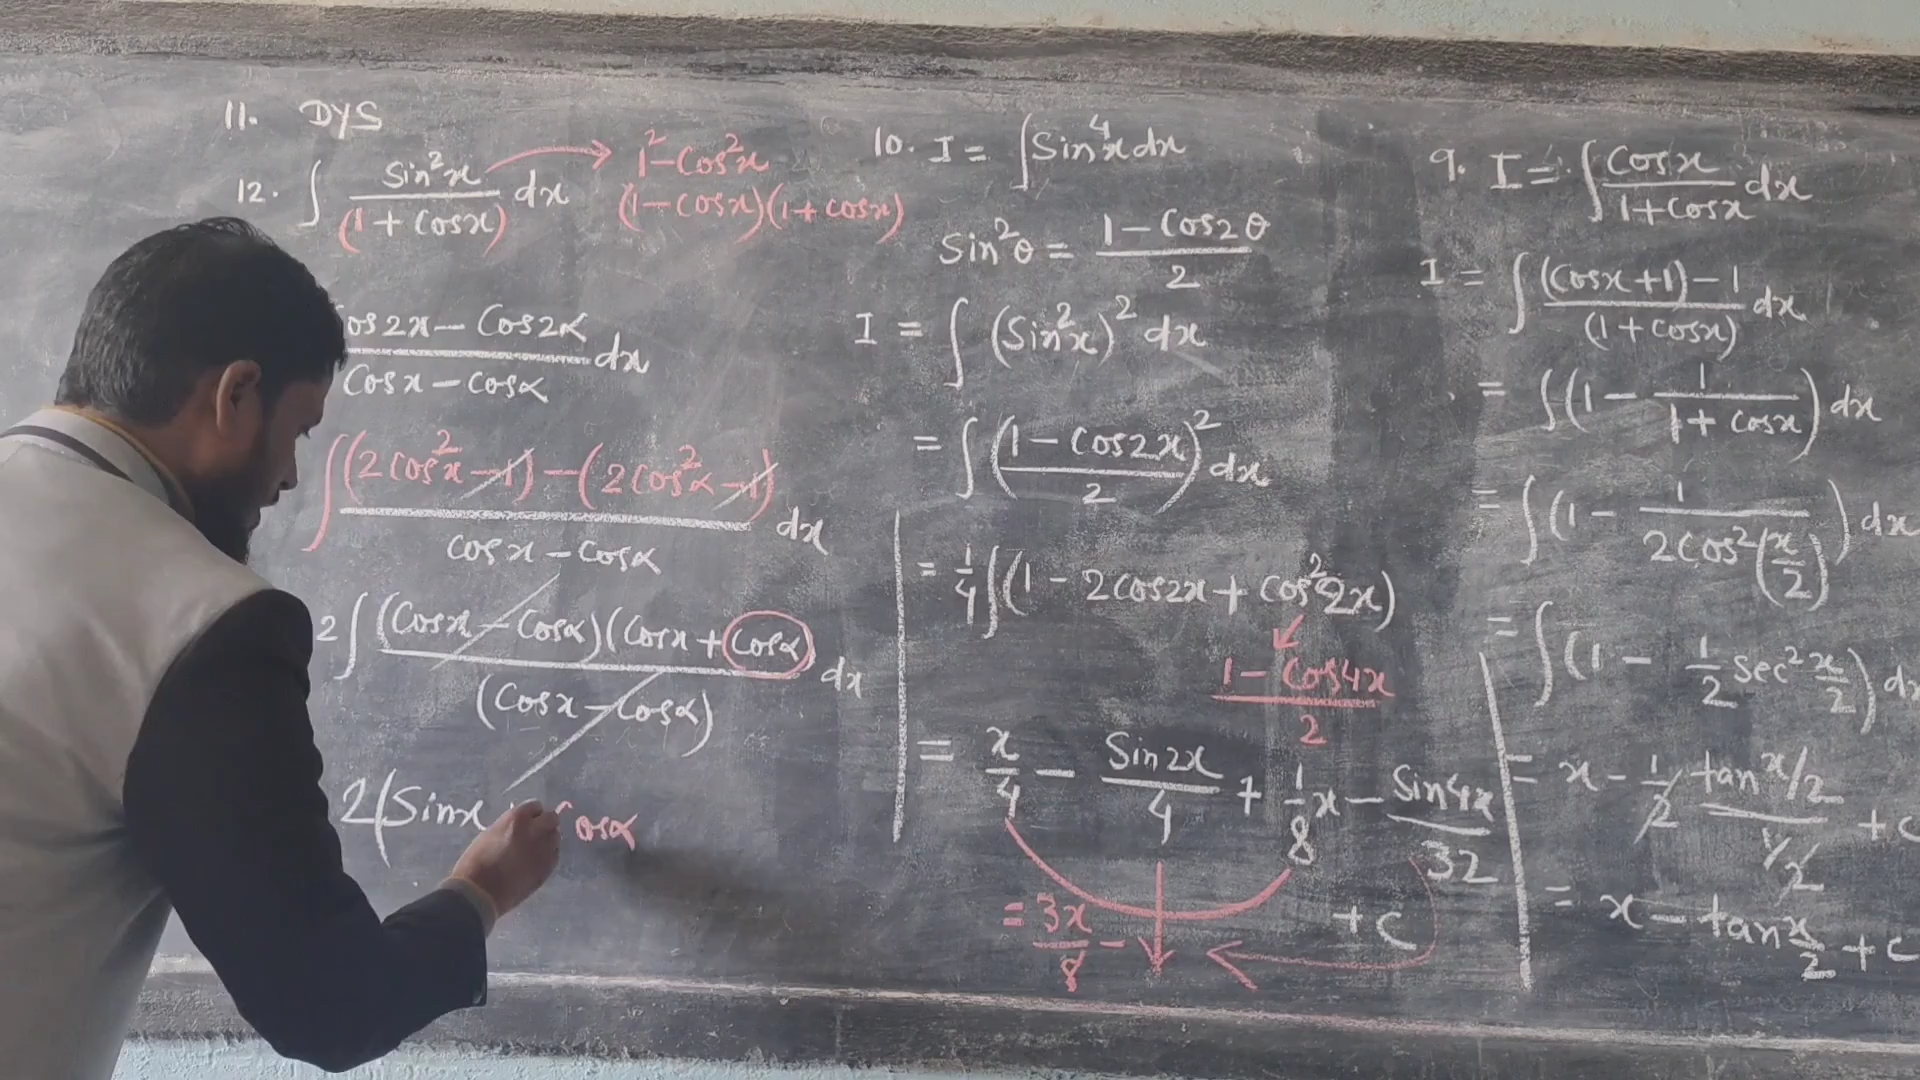 11. DYS
12. ∫ Sin²x / (1 + Cosx) dx → 1² - Cos²x
(1 - cosx)(1 + cosx)
os2x - Cos2α / Cosx - cosα dx
∫ (2cos²x - 1) - (2cos²α - 1) / cosx - cosα dx
2∫ (Cosx - Cosα)(Cosx + Cosα) / (Cosx - Cosα) dx
2(Sinx osα
10. I = ∫ Sin⁴x dx
Sin²θ = 1 - Cos2θ / 2
I = ∫ (Sin²x)² dx
= ∫ (1 - Cos2x / 2)² dx
= 1/4 ∫ (1 - 2cos2x + cos²2x)
1 - Cos4x / 2
= x/4 - Sin2x/4 + 1/8 x - Sin4x/32
+ C
= 3x/8 -
9. I = ∫ Cosx / 1 + Cosx dx
I = ∫ (Cosx + 1) - 1 / (1 + cosx) dx
= ∫ (1 - 1 / 1 + cosx) dx
= ∫ (1 - 1 / 2cos²(x/2)) dx
= ∫ (1 - 1/2 sec² x/2) dx
= x - 1/2 tan x/2 / 1/2 + c
= x - tan x/2 + c